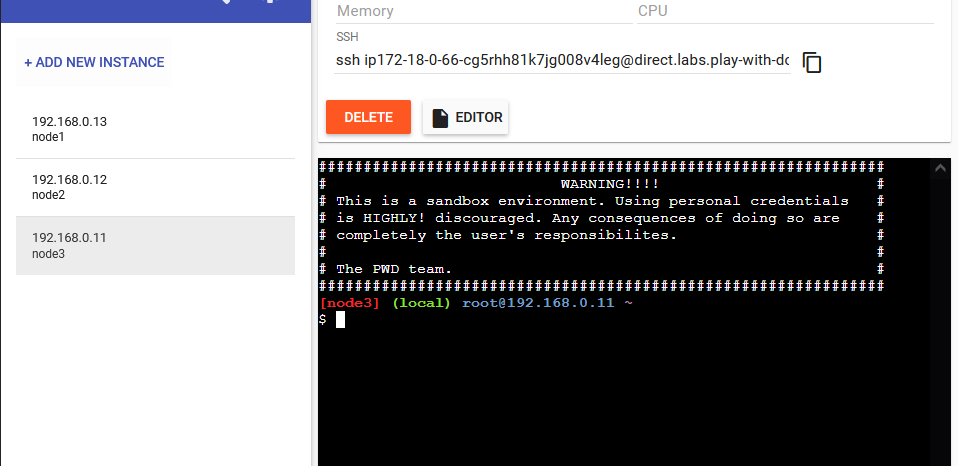 Memory
CPU
SSH
ssh ip172-18-0-66-cg5rhh81k7jg008v4leg@direct.labs.play-with-dc
DELETE
EDITOR
+ ADD NEW INSTANCE
192.168.0.13
node1
192.168.0.12
node2
192.168.0.11
node3
###############################################################
# WARNING!!!! #
# This is a sandbox environment. Using personal credentials #
# is HIGHLY! discouraged. Any consequences of doing so are #
# completely the user's responsibilites. #
# #
# The PWD team. #
###############################################################
[node3] (local) root@192.168.0.11 ~
$